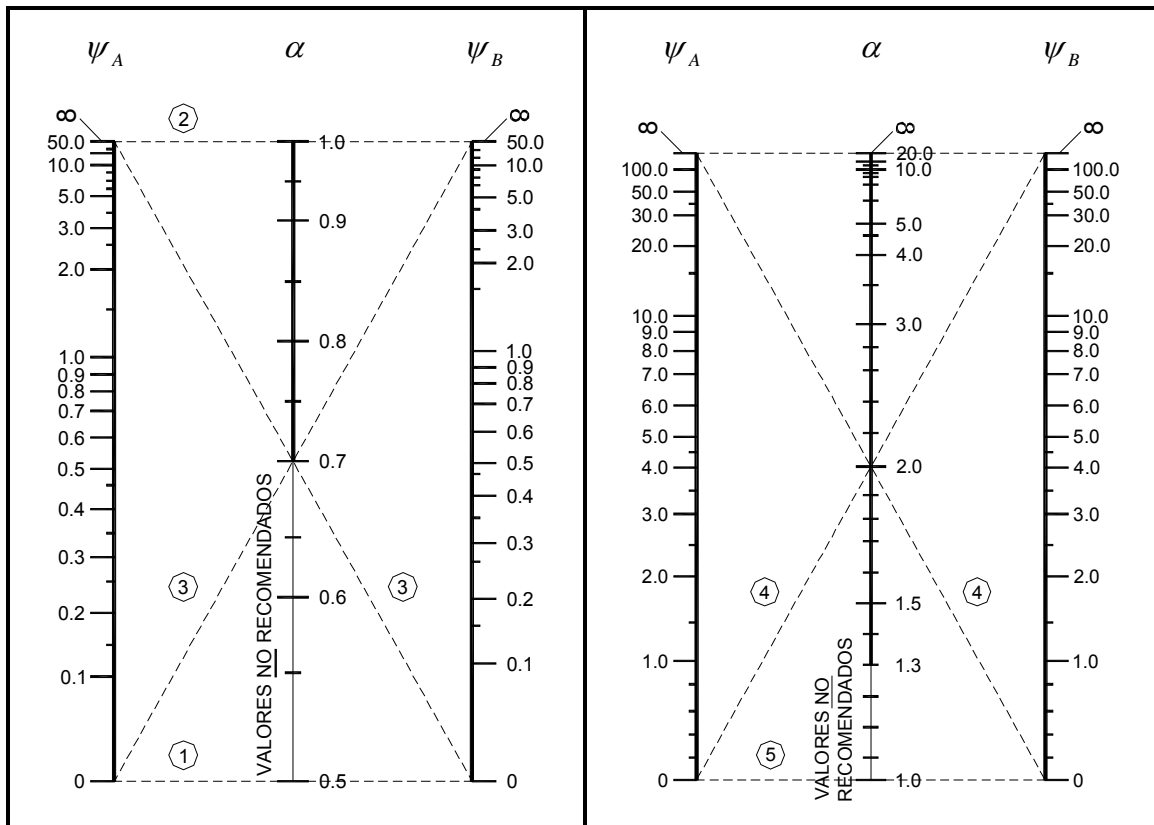 ψA α ψB
∞ ∞
2
50.0 1.0 50.0
10.0 10.0
5.0 0.9 5.0
3.0 3.0
2.0 2.0
0.8
1.0 1.0
0.9 0.9
0.8 0.8
0.7 0.7
0.6 0.6
0.5 0.7 0.5
0.4 0.4
0.3 0.3
VALORES NO RECOMENDADOS
3 3
0.2 0.6 0.2
0.1 0.1
1
0 0.5 0
ψA α ψB
∞ ∞ ∞
20.0
100.0 10.0 100.0
50.0 50.0
30.0 5.0 30.0
20.0 4.0 20.0
10.0 3.0 10.0
9.0 9.0
8.0 8.0
7.0 7.0
6.0 6.0
5.0 5.0
4.0 2.0 4.0
3.0 3.0
2.0 2.0
4 1.5 4
1.0 1.3 1.0
VALORES NO
RECOMENDADOS
5
0 1.0 0